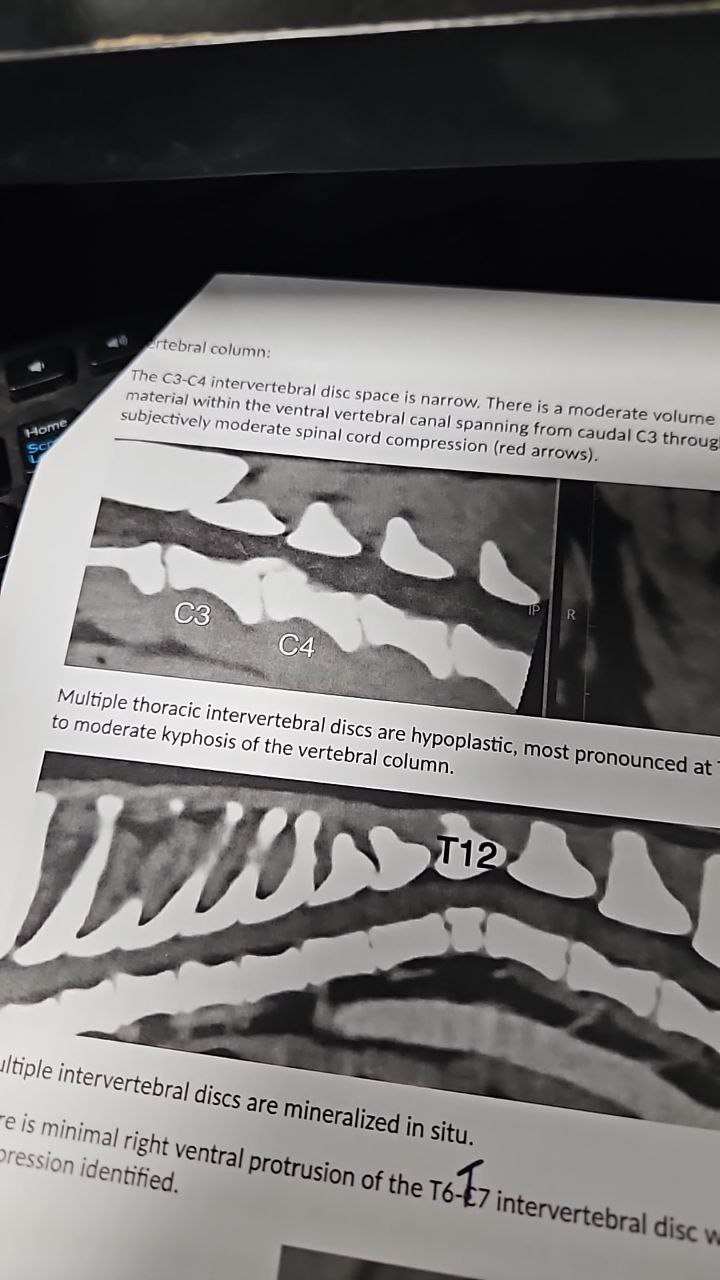 Home
ertebral column:
The C3-C4 intervertebral disc space is narrow. There is a moderate volume
material within the ventral vertebral canal spanning from caudal C3 throug
subjectively moderate spinal cord compression (red arrows).
C3
C4
IP
R
Multiple thoracic intervertebral discs are hypoplastic, most pronounced at
to moderate kyphosis of the vertebral column.
T12
ultiple intervertebral discs are mineralized in situ.
re is minimal right ventral protrusion of the T6-T7 intervertebral disc w
pression identified.